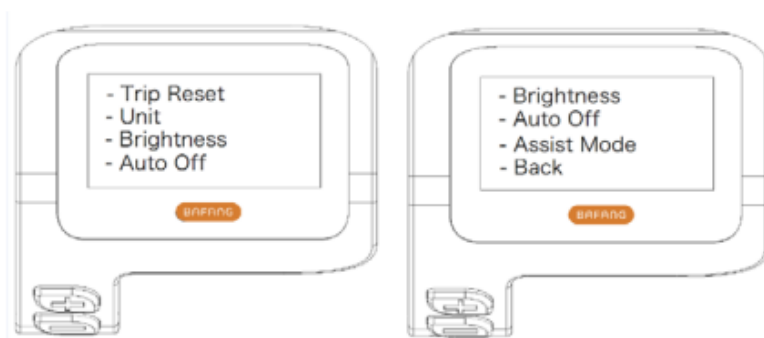 - Trip Reset
- Unit
- Brightness
- Auto Off
BAFANG
- Brightness
- Auto Off
- Assist Mode
- Back
BAFANG